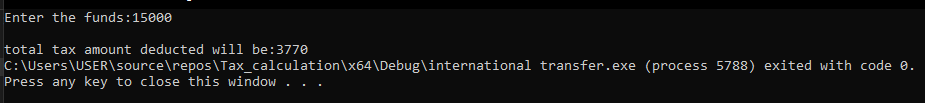 Enter the funds:15000
total tax amount deducted will be:3770
C:\Users\USER\source\repos\Tax_calculation\x64\Debug\international transfer.exe (process 5788) exited with code 0.
Press any key to close this window . . .